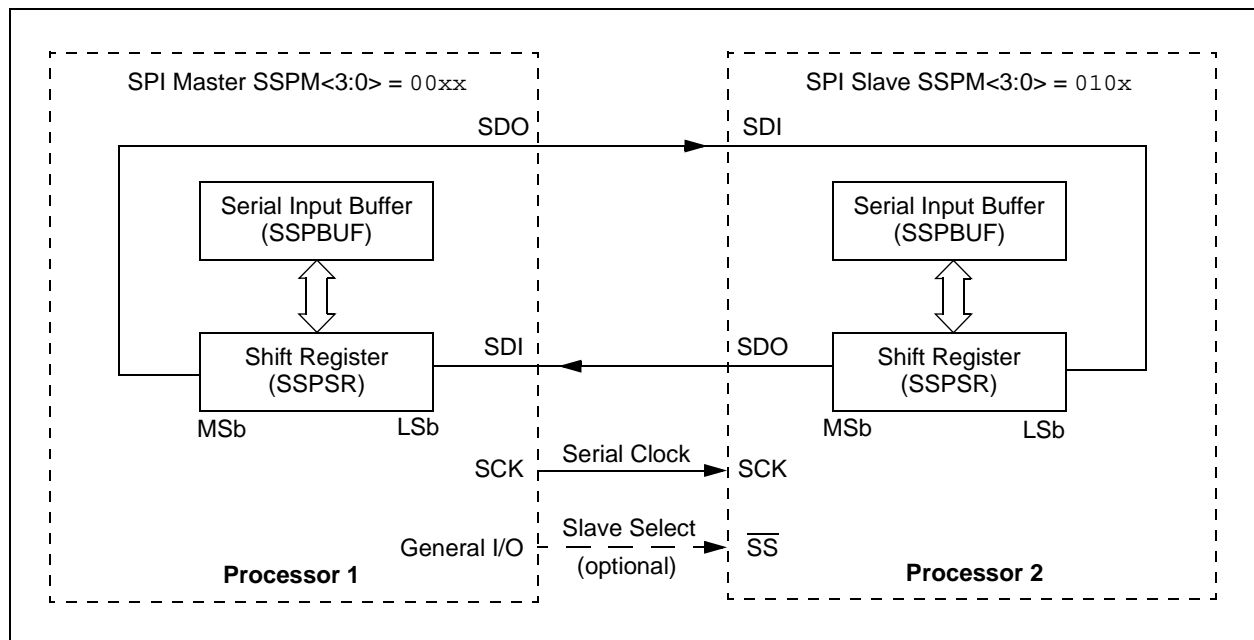 SPI Master SSPM<3:0> = 00xx
SDO
Serial Input Buffer
(SSPBUF)
Shift Register
(SSPSR)
MSb
LSb
SDI
SCK
General I/O
Processor 1
Serial Clock
Slave Select
(optional)
SPI Slave SSPM<3:0> = 010x
SDI
Serial Input Buffer
(SSPBUF)
SDO
Shift Register
(SSPSR)
MSb
LSb
SCK
S̅S̅
Processor 2